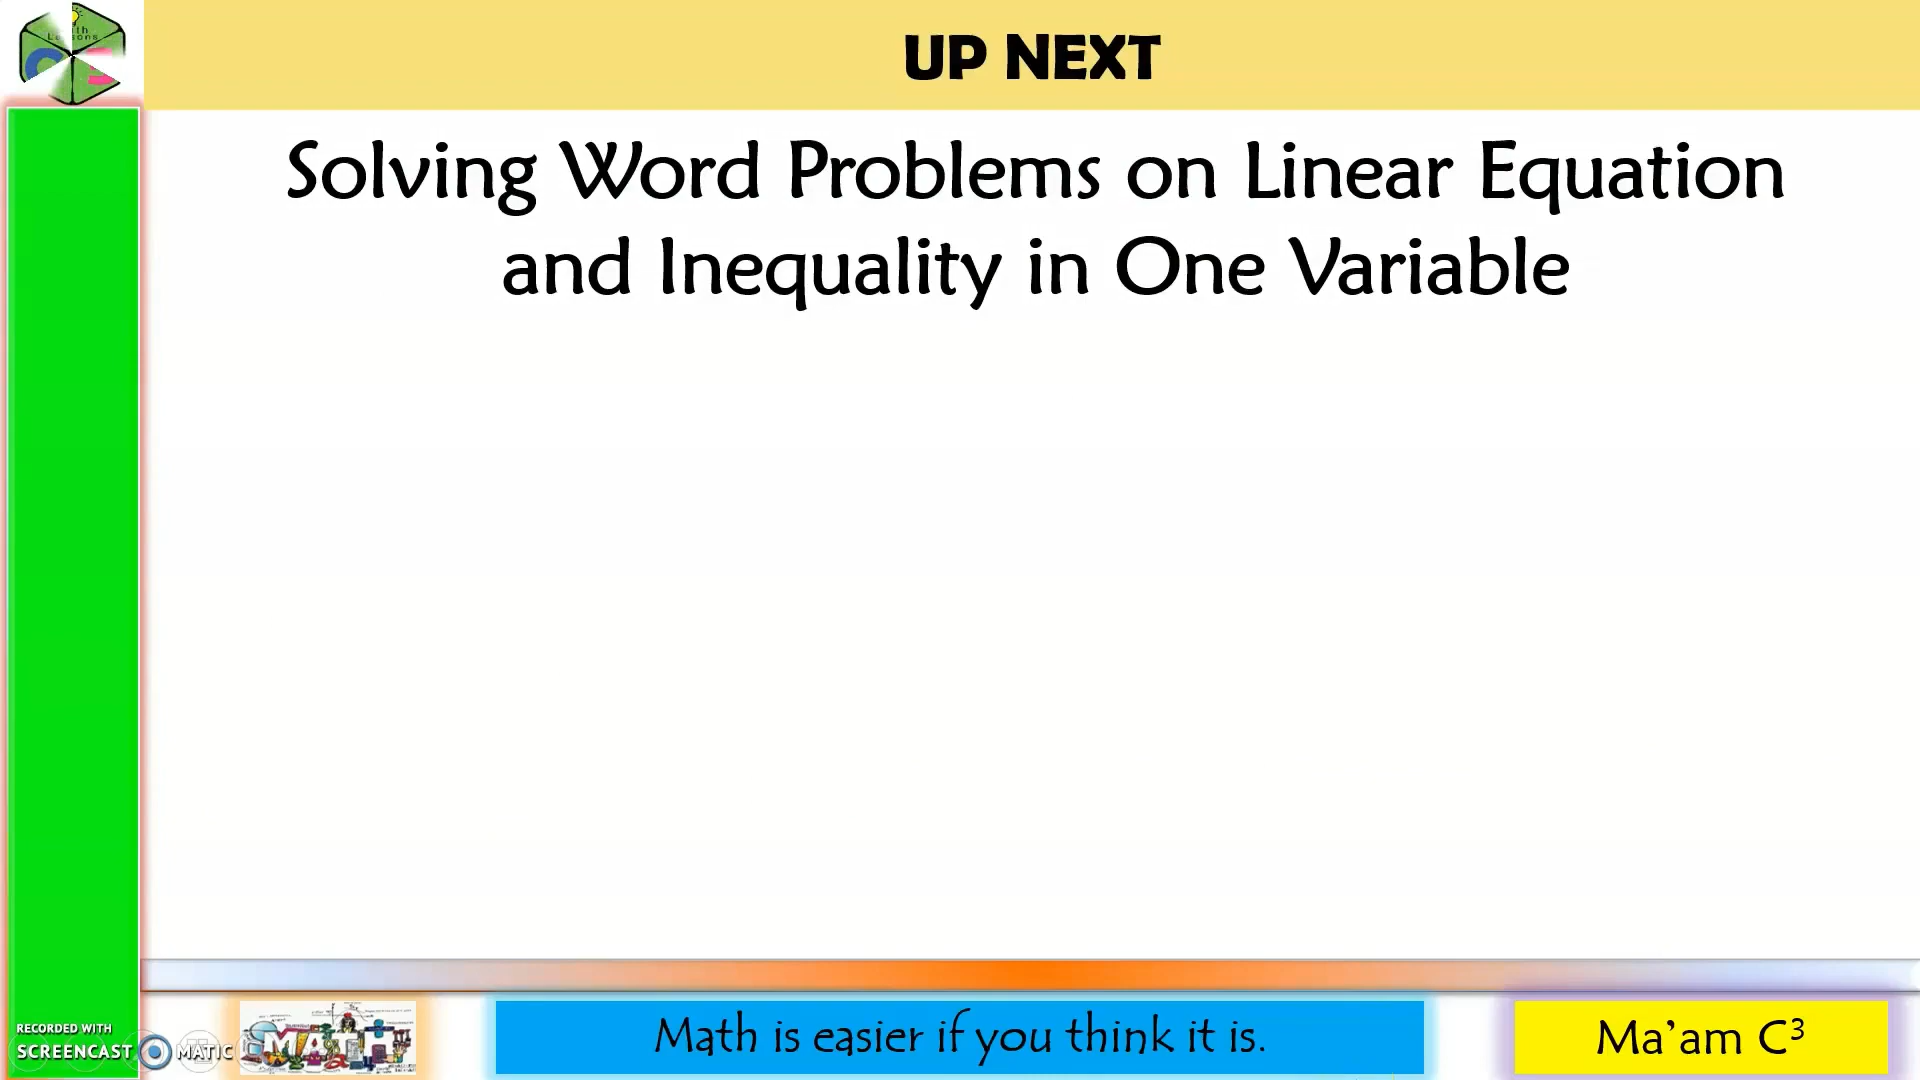 UP NEXT
Solving Word Problems on Linear Equation
and Inequality in One Variable
RECORDED WITH
SCREENCAST MATIC
MATH
Math is easier if you think it is.
Ma’am C³